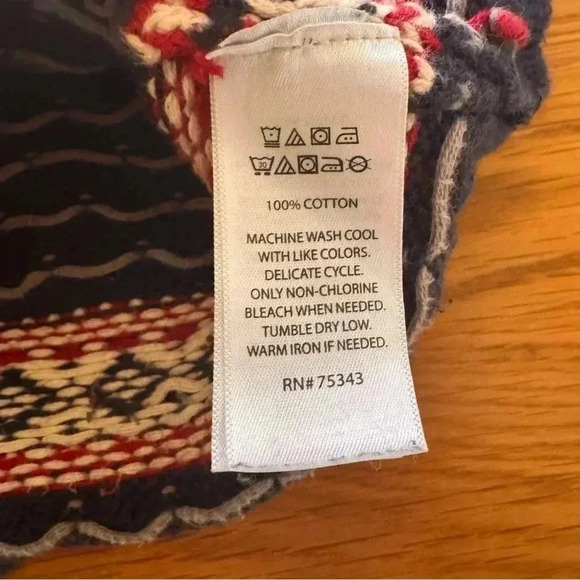 30
100% COTTON
MACHINE WASH COOL
WITH LIKE COLORS.
DELICATE CYCLE.
ONLY NON-CHLORINE
BLEACH WHEN NEEDED.
TUMBLE DRY LOW.
WARM IRON IF NEEDED.
RN# 75343